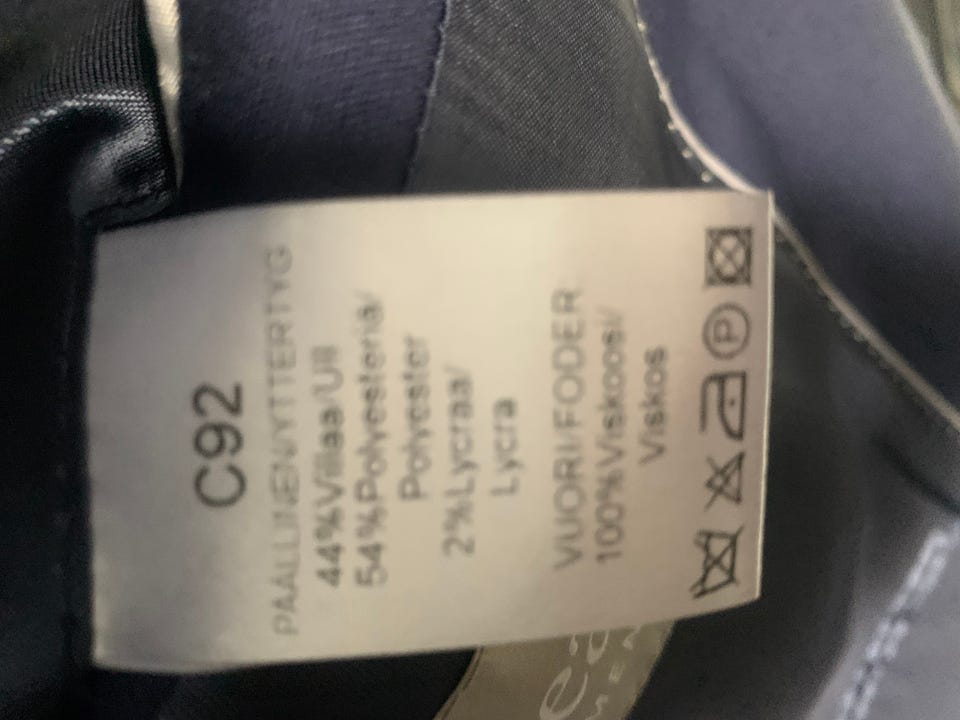 C92
PÄÄLLINEN/YTTERTYG
44%Villaa/Ull
54%Polyesteria/
Polyester
2%Lycraa/
Lycra
VUORI/FODER
100%Viskoosi/
Viskos
P